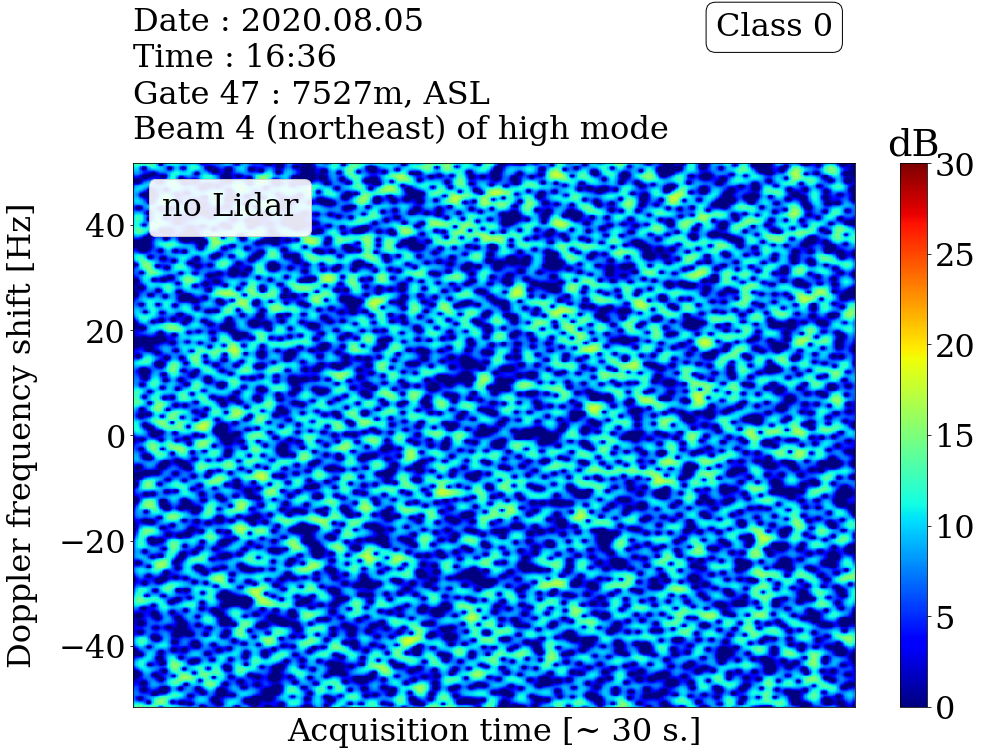 Date : 2020.08.05
Time : 16:36
Gate 47 : 7527m, ASL
Beam 4 (northeast) of high mode
Class 0
no Lidar
dB
30
25
20
15
10
5
0
Doppler frequency shift [Hz]
40
20
0
−20
−40
Acquisition time [~ 30 s.]